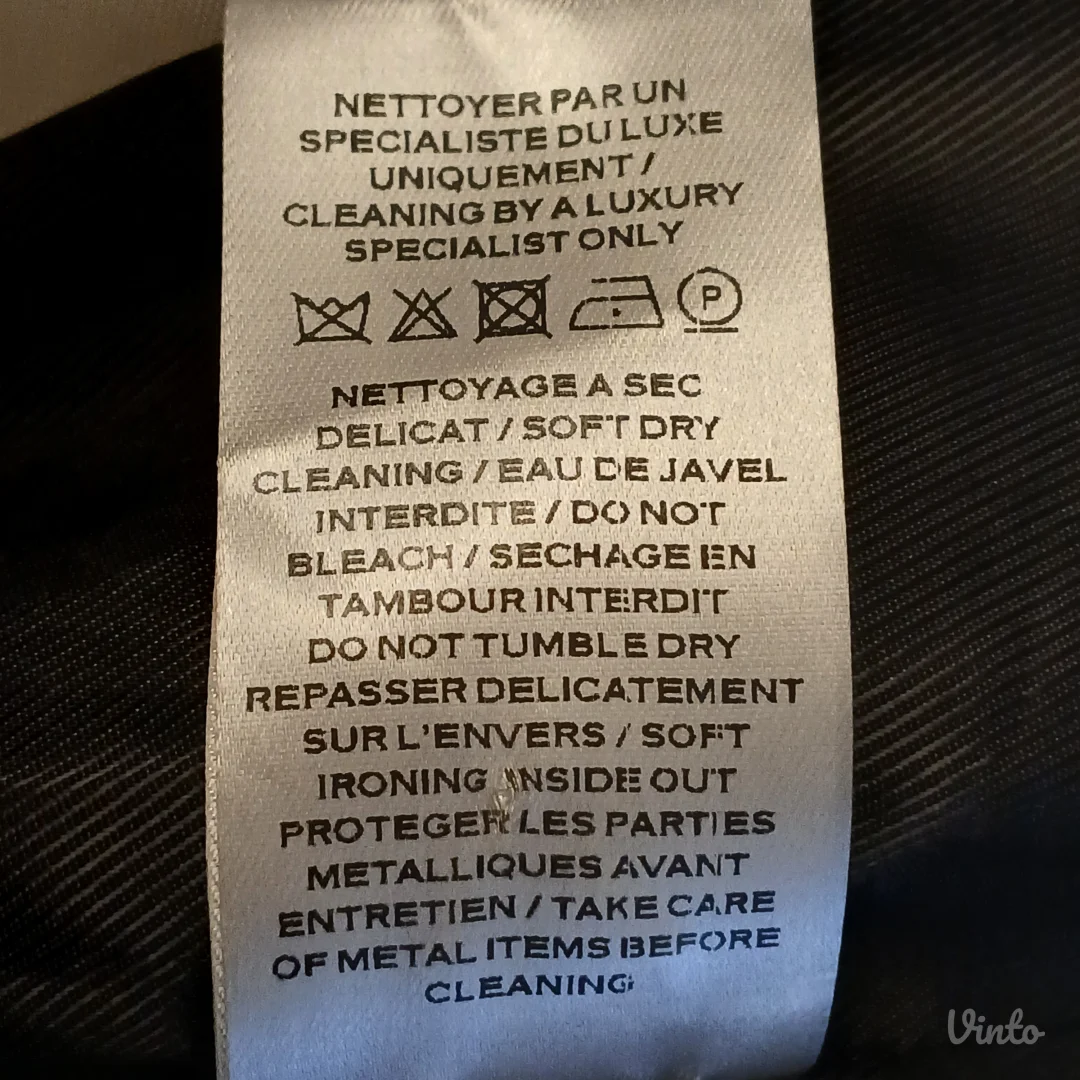 NETTOYER PAR UN
SPECIALISTE DU LUXE
UNIQUEMENT /
CLEANING BY A LUXURY
SPECIALIST ONLY
P
NETTOYAGE A SEC
DELICAT / SOFT DRY
CLEANING / EAU DE JAVEL
INTERDITE / DO NOT
BLEACH / SECHAGE EN
TAMBOUR INTERDIT
DO NOT TUMBLE DRY
REPASSER DELICATEMENT
SUR L'ENVERS / SOFT
IRONING INSIDE OUT
PROTEGER LES PARTIES
METALLIQUES AVANT
ENTRETIEN / TAKE CARE
OF METAL ITEMS BEFORE
CLEANING
Vinto